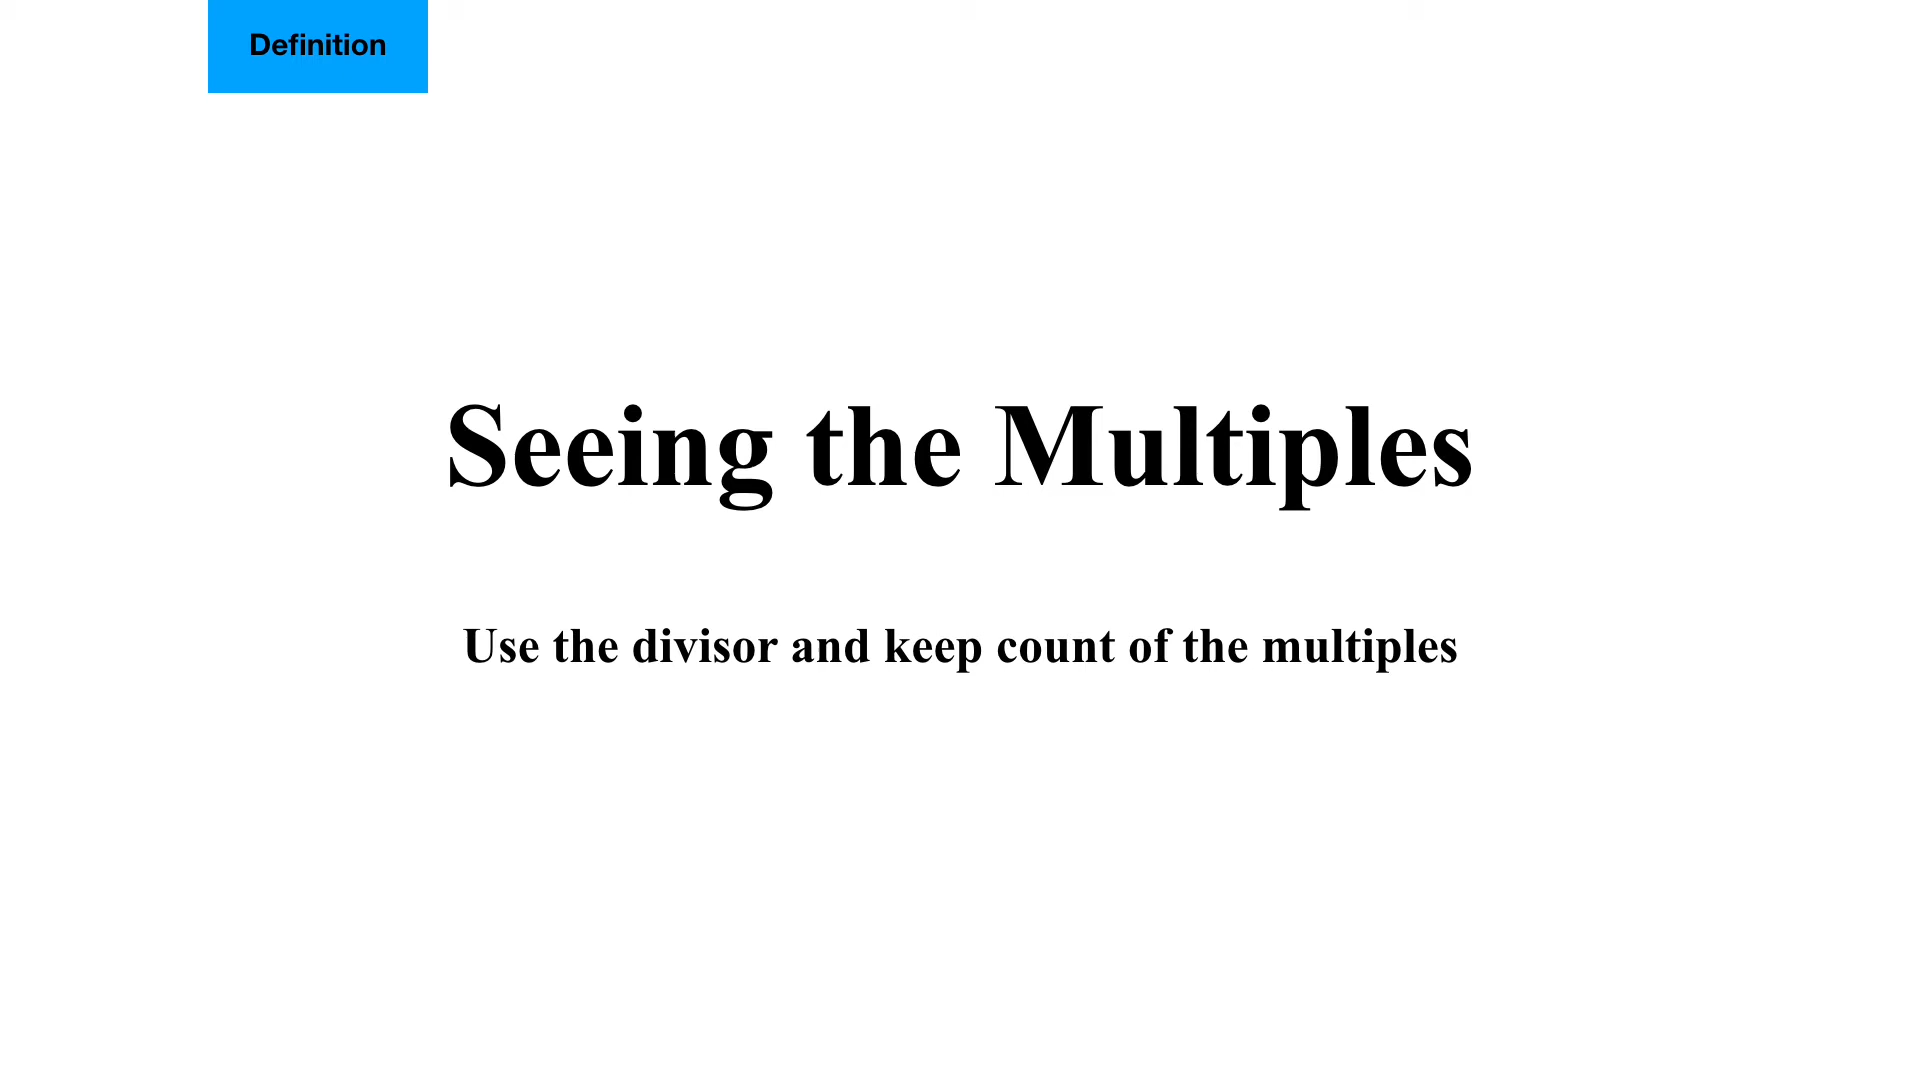 Definition
Seeing the Multiples
Use the divisor and keep count of the multiples